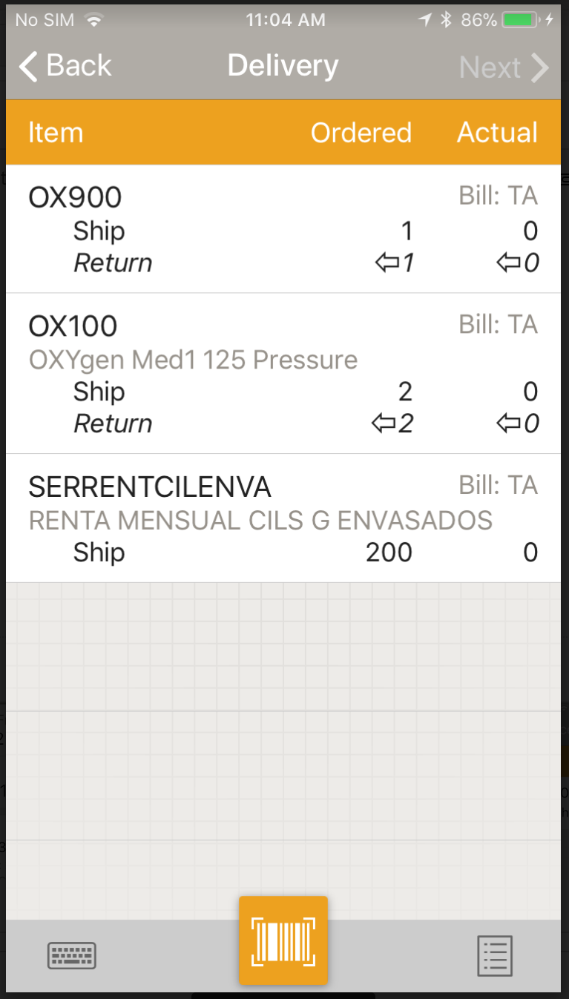 No SIM 11:04 AM 86%
Back Delivery Next
Item Ordered Actual
OX900 Bill: TA
Ship 1 0
Return ⇦1 ⇦0
OX100 Bill: TA
OXYgen Med1 125 Pressure
Ship 2 0
Return ⇦2 ⇦0
SERRENTCILENVA Bill: TA
RENTA MENSUAL CILS G ENVASADOS
Ship 200 0